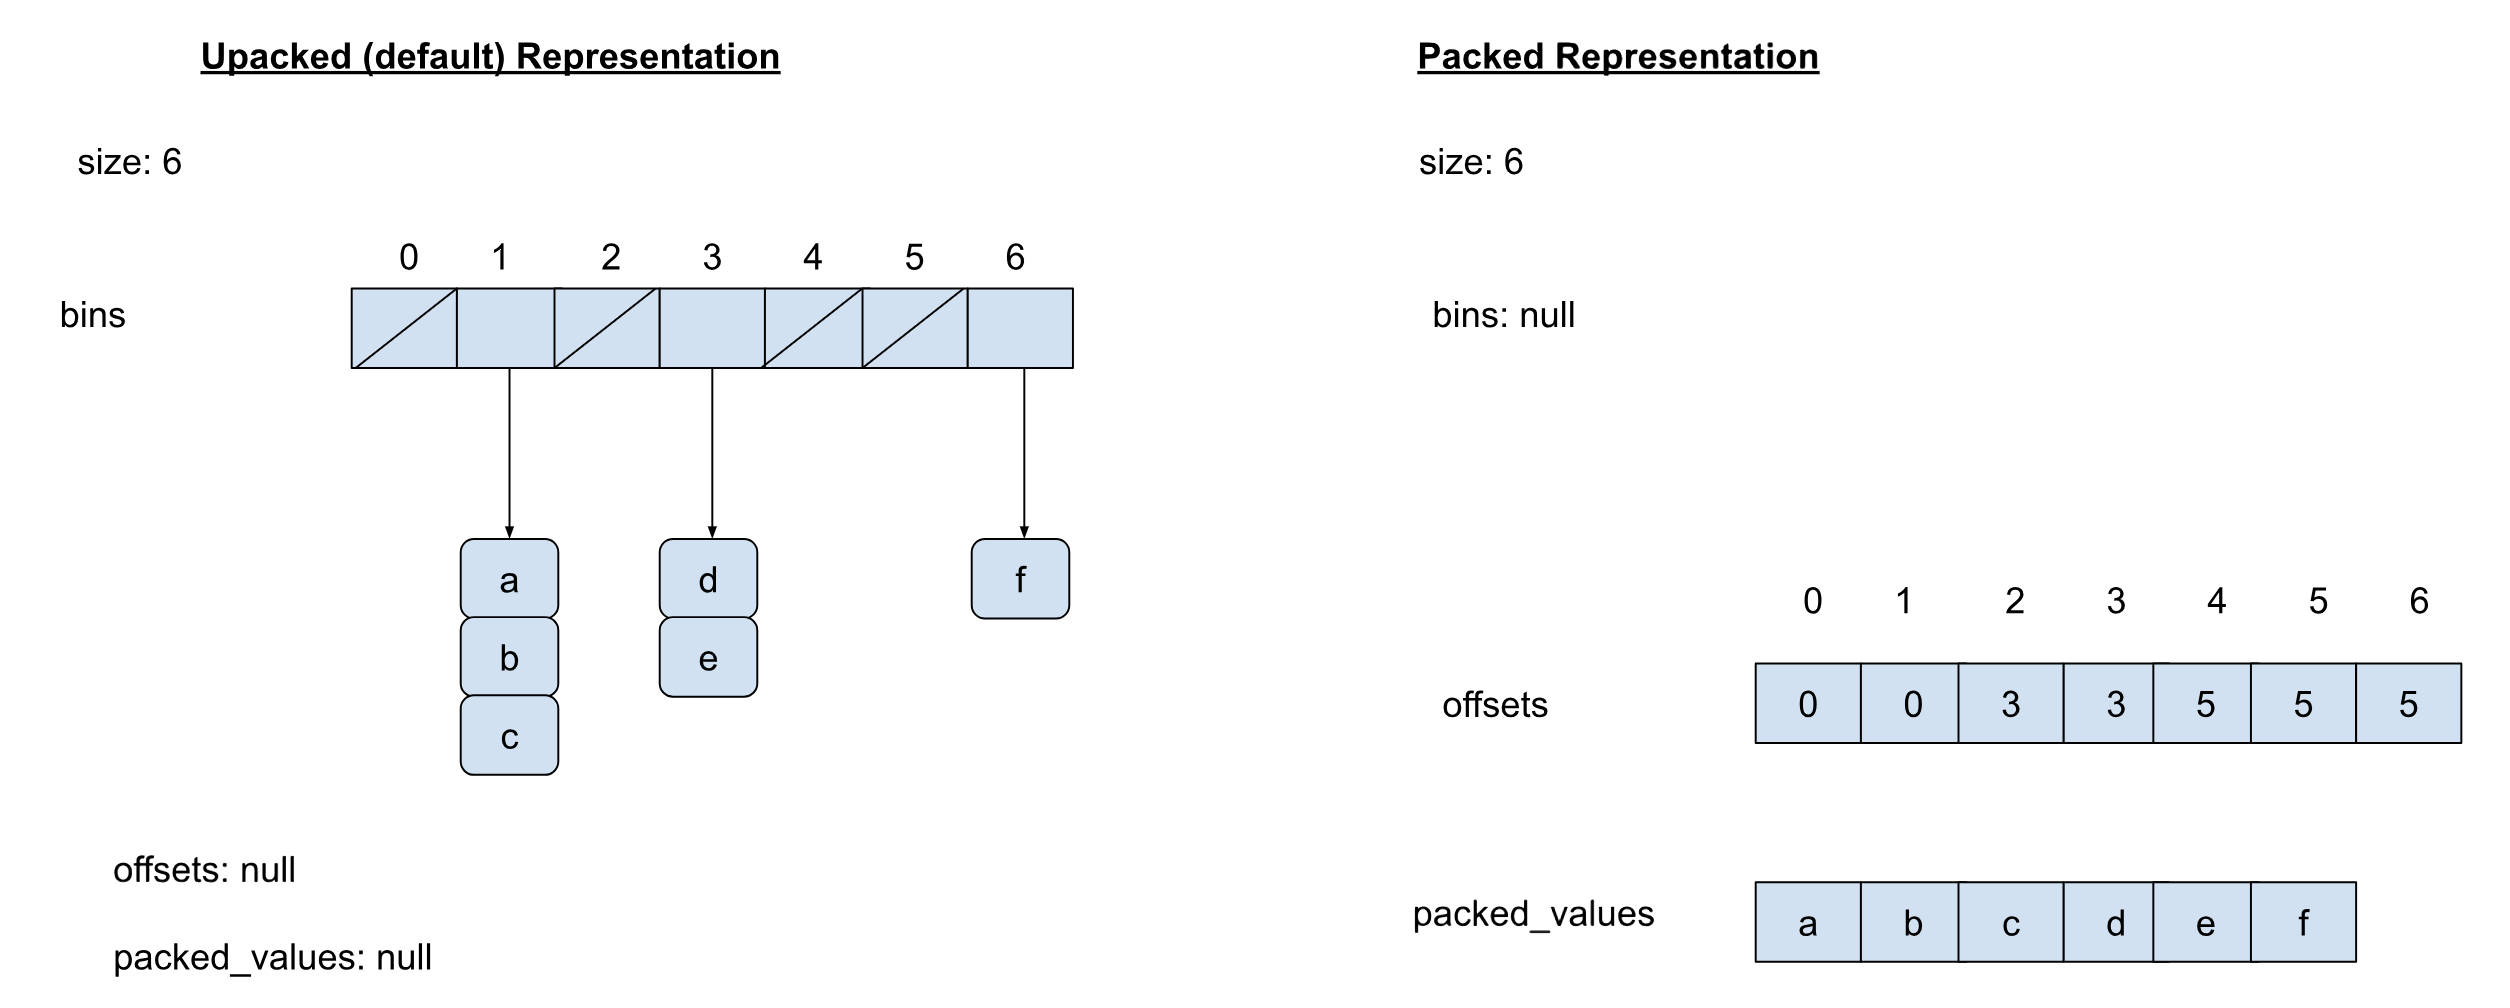 Upacked (default) Representation
size: 6
0 1 2 3 4 5 6
bins
a d f
b e
c
offsets: null
packed_values: null
Packed Representation
size: 6
bins: null
0 1 2 3 4 5 6
offsets 0 0 3 3 5 5 5
packed_values a b c d e f